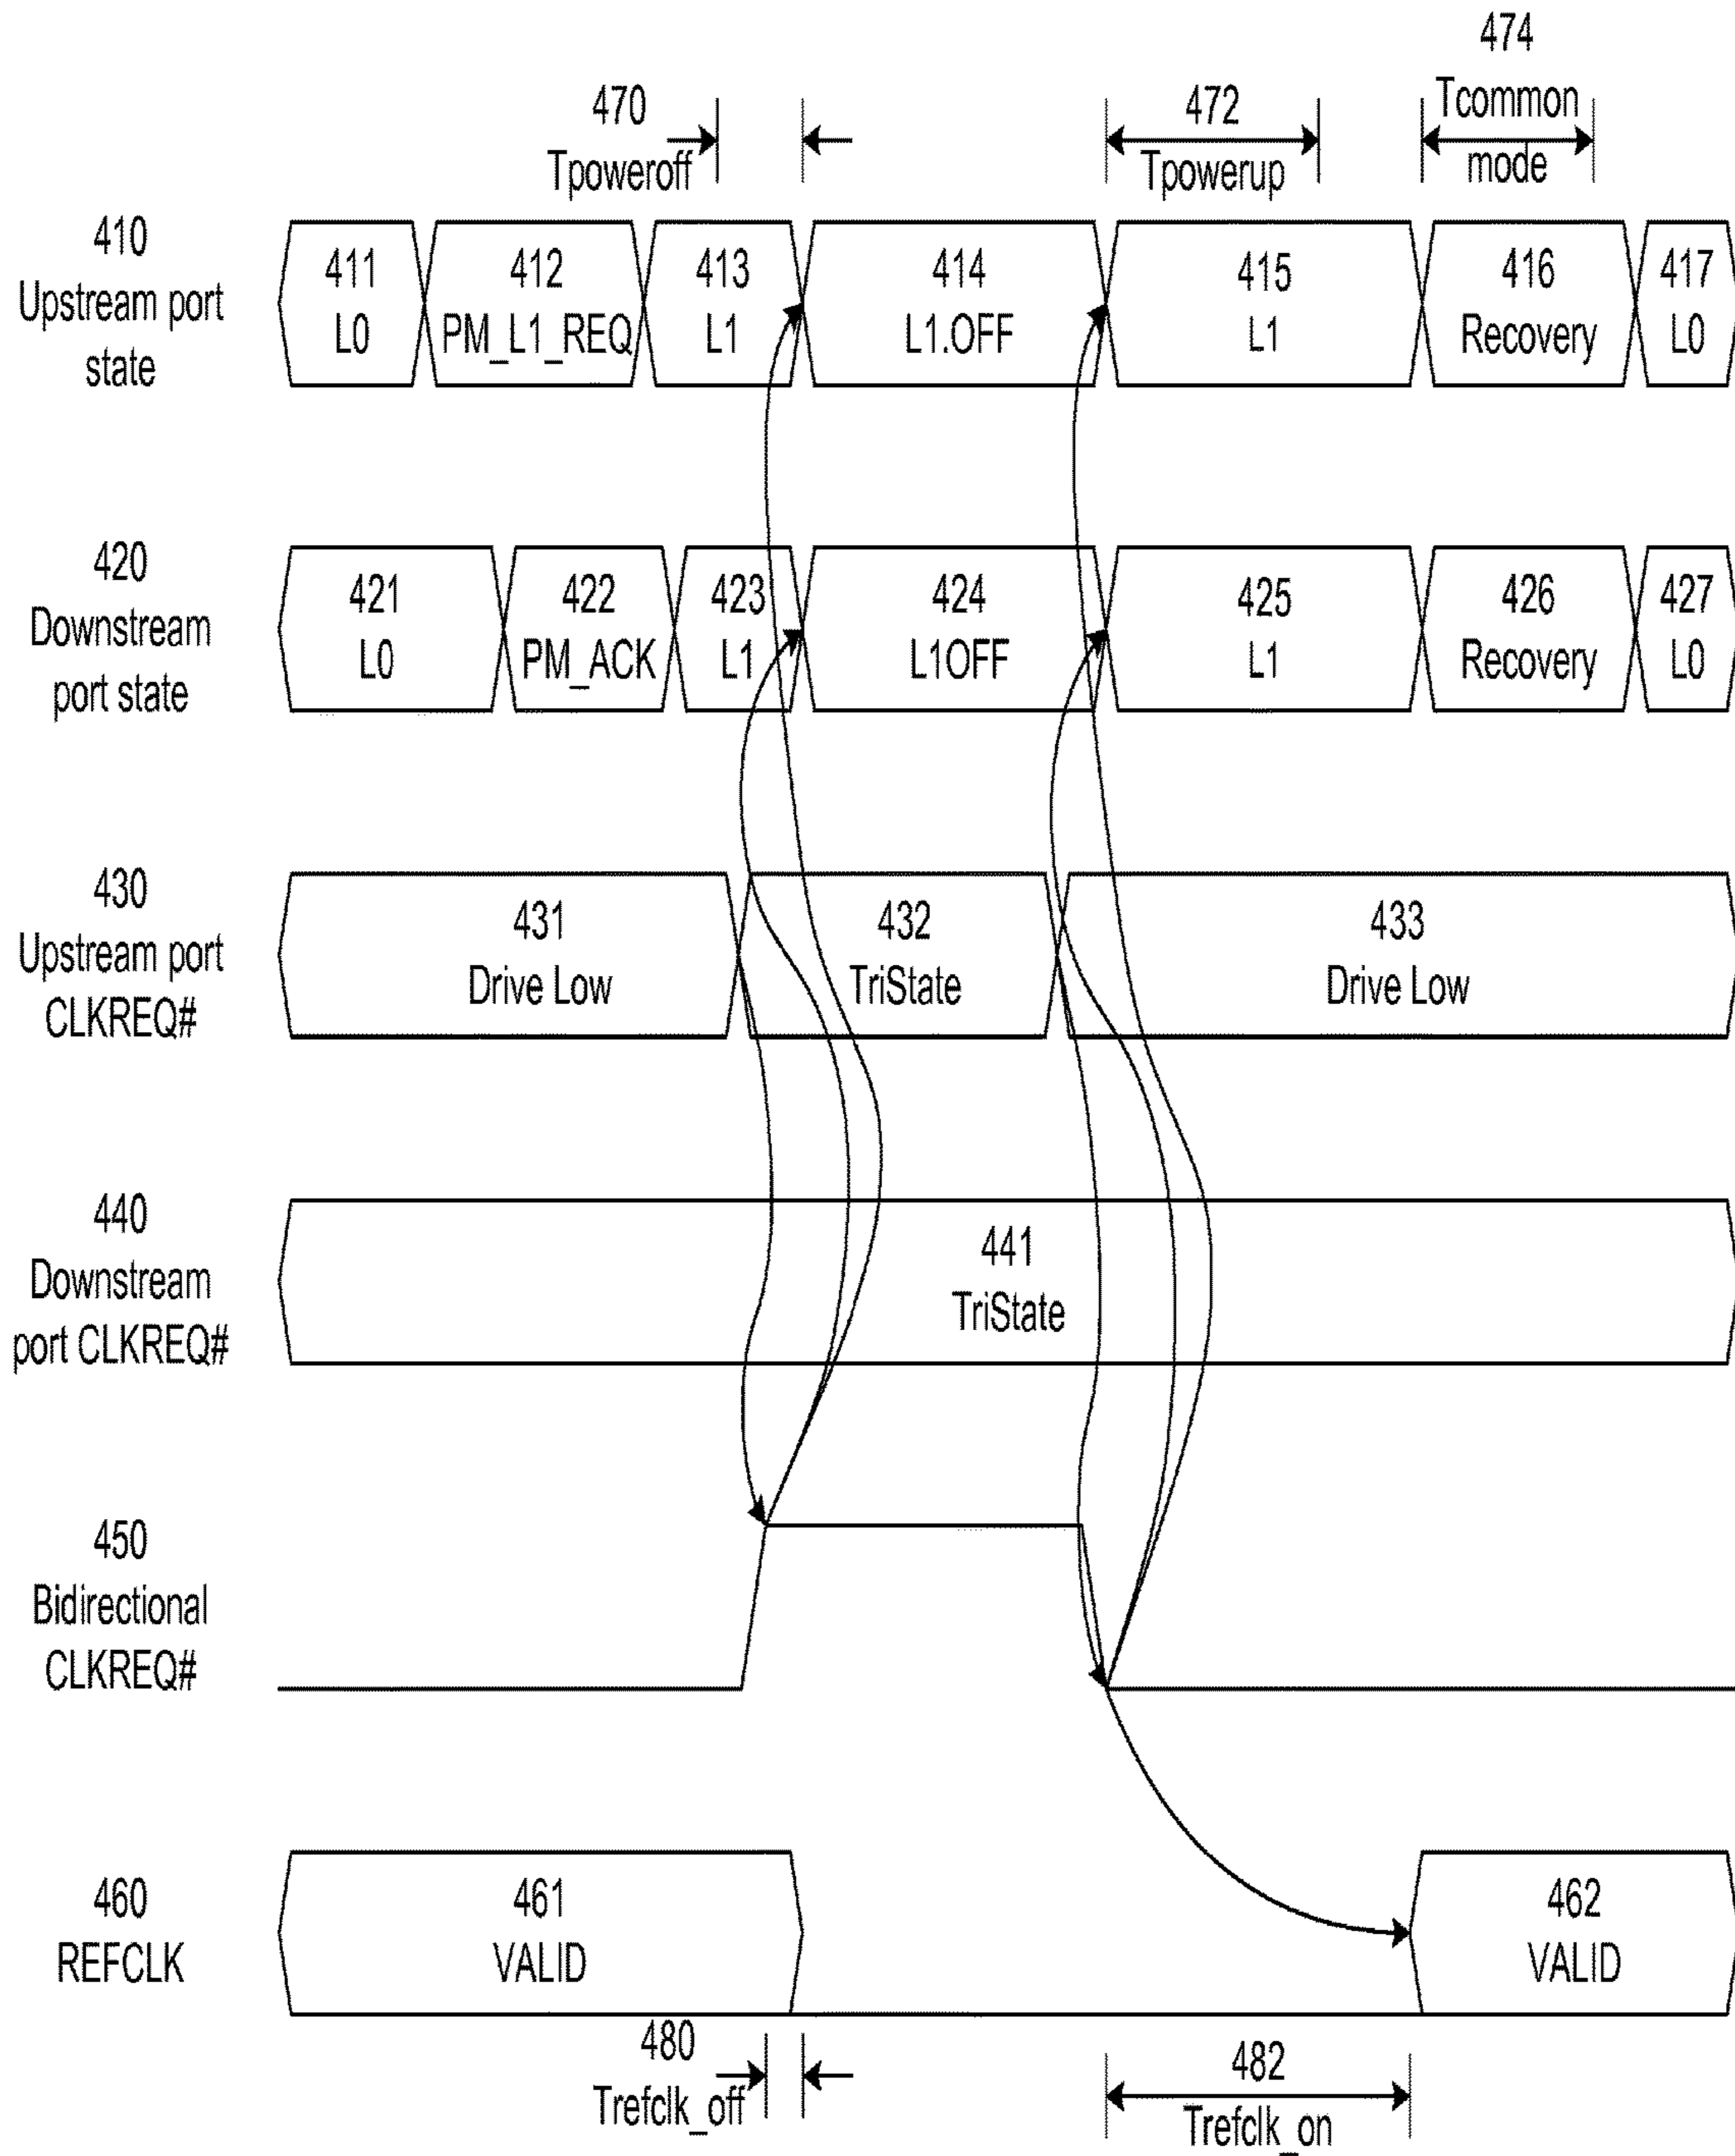 474
470
Tpoweroff
472
Tpowerup
Tcommon
mode
410
Upstream port
state
411
L0
412
PM_L1_REQ
413
L1
414
L1.OFF
415
L1
416
Recovery
417
L0
420
Downstream
port state
421
L0
422
PM_ACK
423
L1
424
L1OFF
425
L1
426
Recovery
427
L0
430
Upstream port
CLKREQ#
431
Drive Low
432
TriState
433
Drive Low
440
Downstream
port CLKREQ#
441
TriState
450
Bidirectional
CLKREQ#
460
REFCLK
461
VALID
462
VALID
480
Trefclk_off
482
Trefclk_on